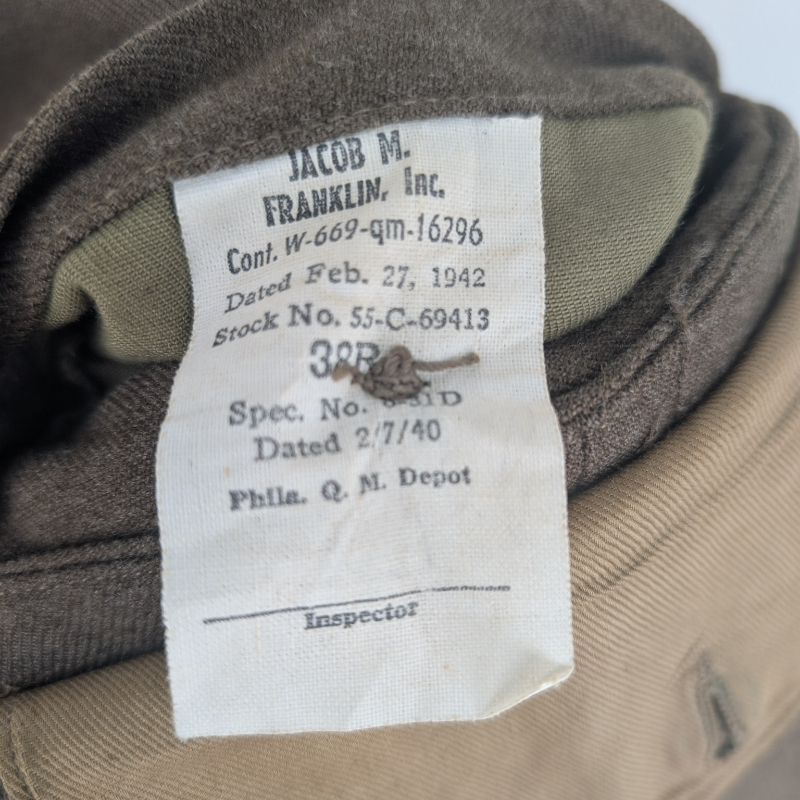 JACOB M.
FRANKLIN, Inc.
Cont. W-669-qm-16296
Dated Feb. 27, 1942
Stock No. 55-C-69413
38R
Spec. No.
Dated 2/7/40
Phila. Q. M. Depot
Inspector